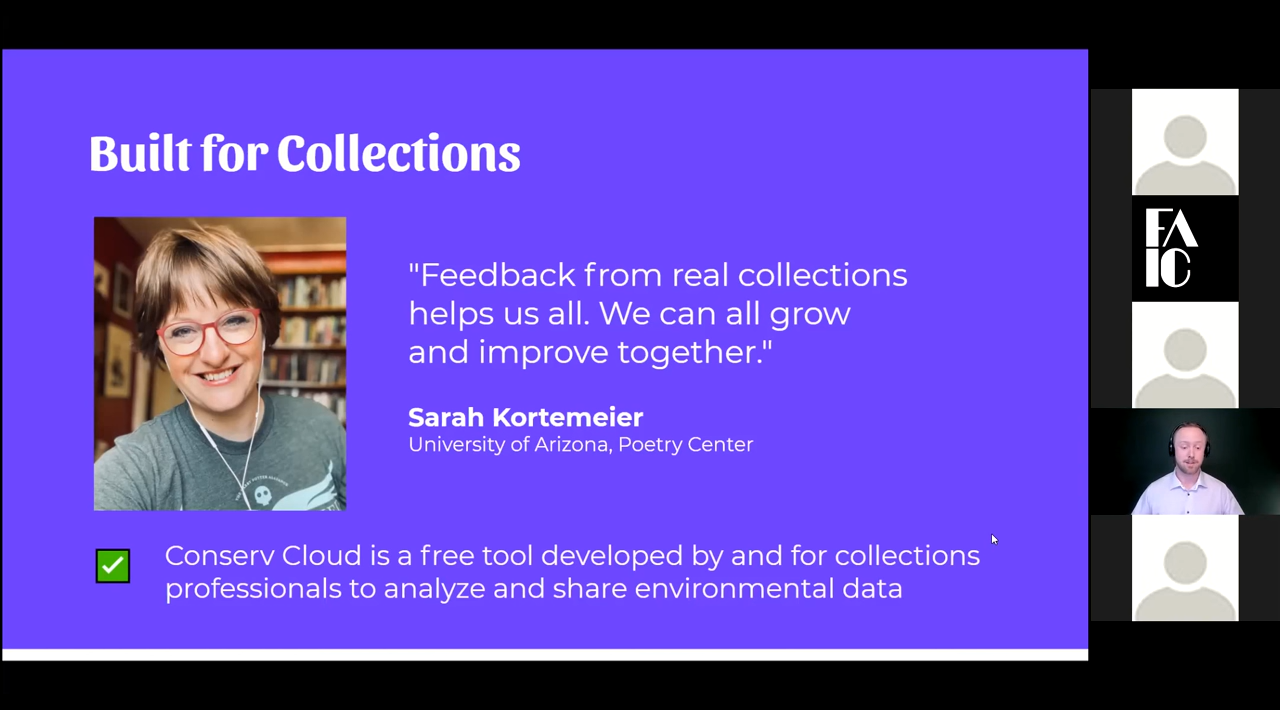 Built for Collections
"Feedback from real collections
helps us all. We can all grow
and improve together."
Sarah Kortemeier
University of Arizona, Poetry Center
Conserv Cloud is a free tool developed by and for collections
professionals to analyze and share environmental data
FA
IC